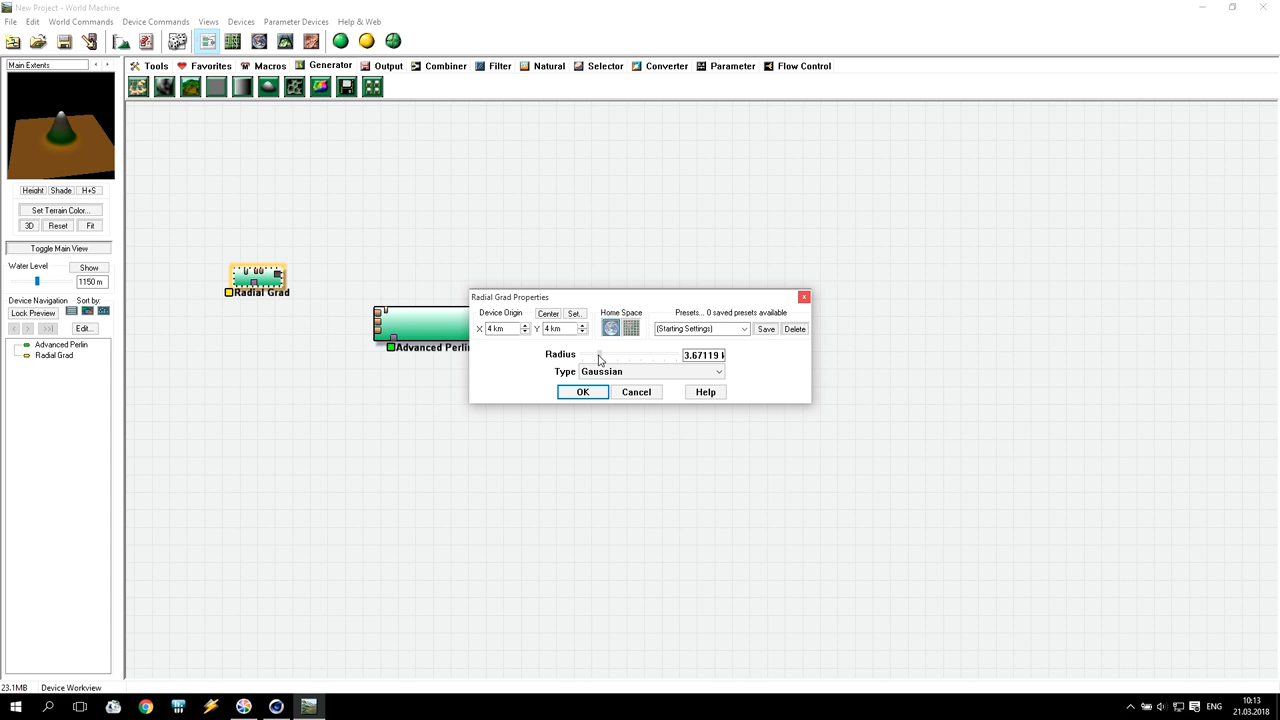 New Project - World Machine
File Edit World Commands Device Commands Views Devices Parameter Devices Help & Web
Main Extents
Tools Favorites Macros Generator Output Combiner Filter Natural Selector Converter Parameter Flow Control
Height Shade H+S
Set Terrain Color...
3D Reset Fit
Toggle Main View
Water Level Show
1150 m
Device Navigation Sort by:
Lock Preview
< > >>| Edit...
Advanced Perlin
Radial Grad
Radial Grad
Advanced Perlin
Radial Grad Properties
Device Origin Center Set.. Home Space Presets... 0 saved presets available
X 4 km Y 4 km (Starting Settings) Save Delete
Radius 3.67119
Type Gaussian
OK Cancel Help
23.1MB Device Workview
ENG
10:13
21.03.2018